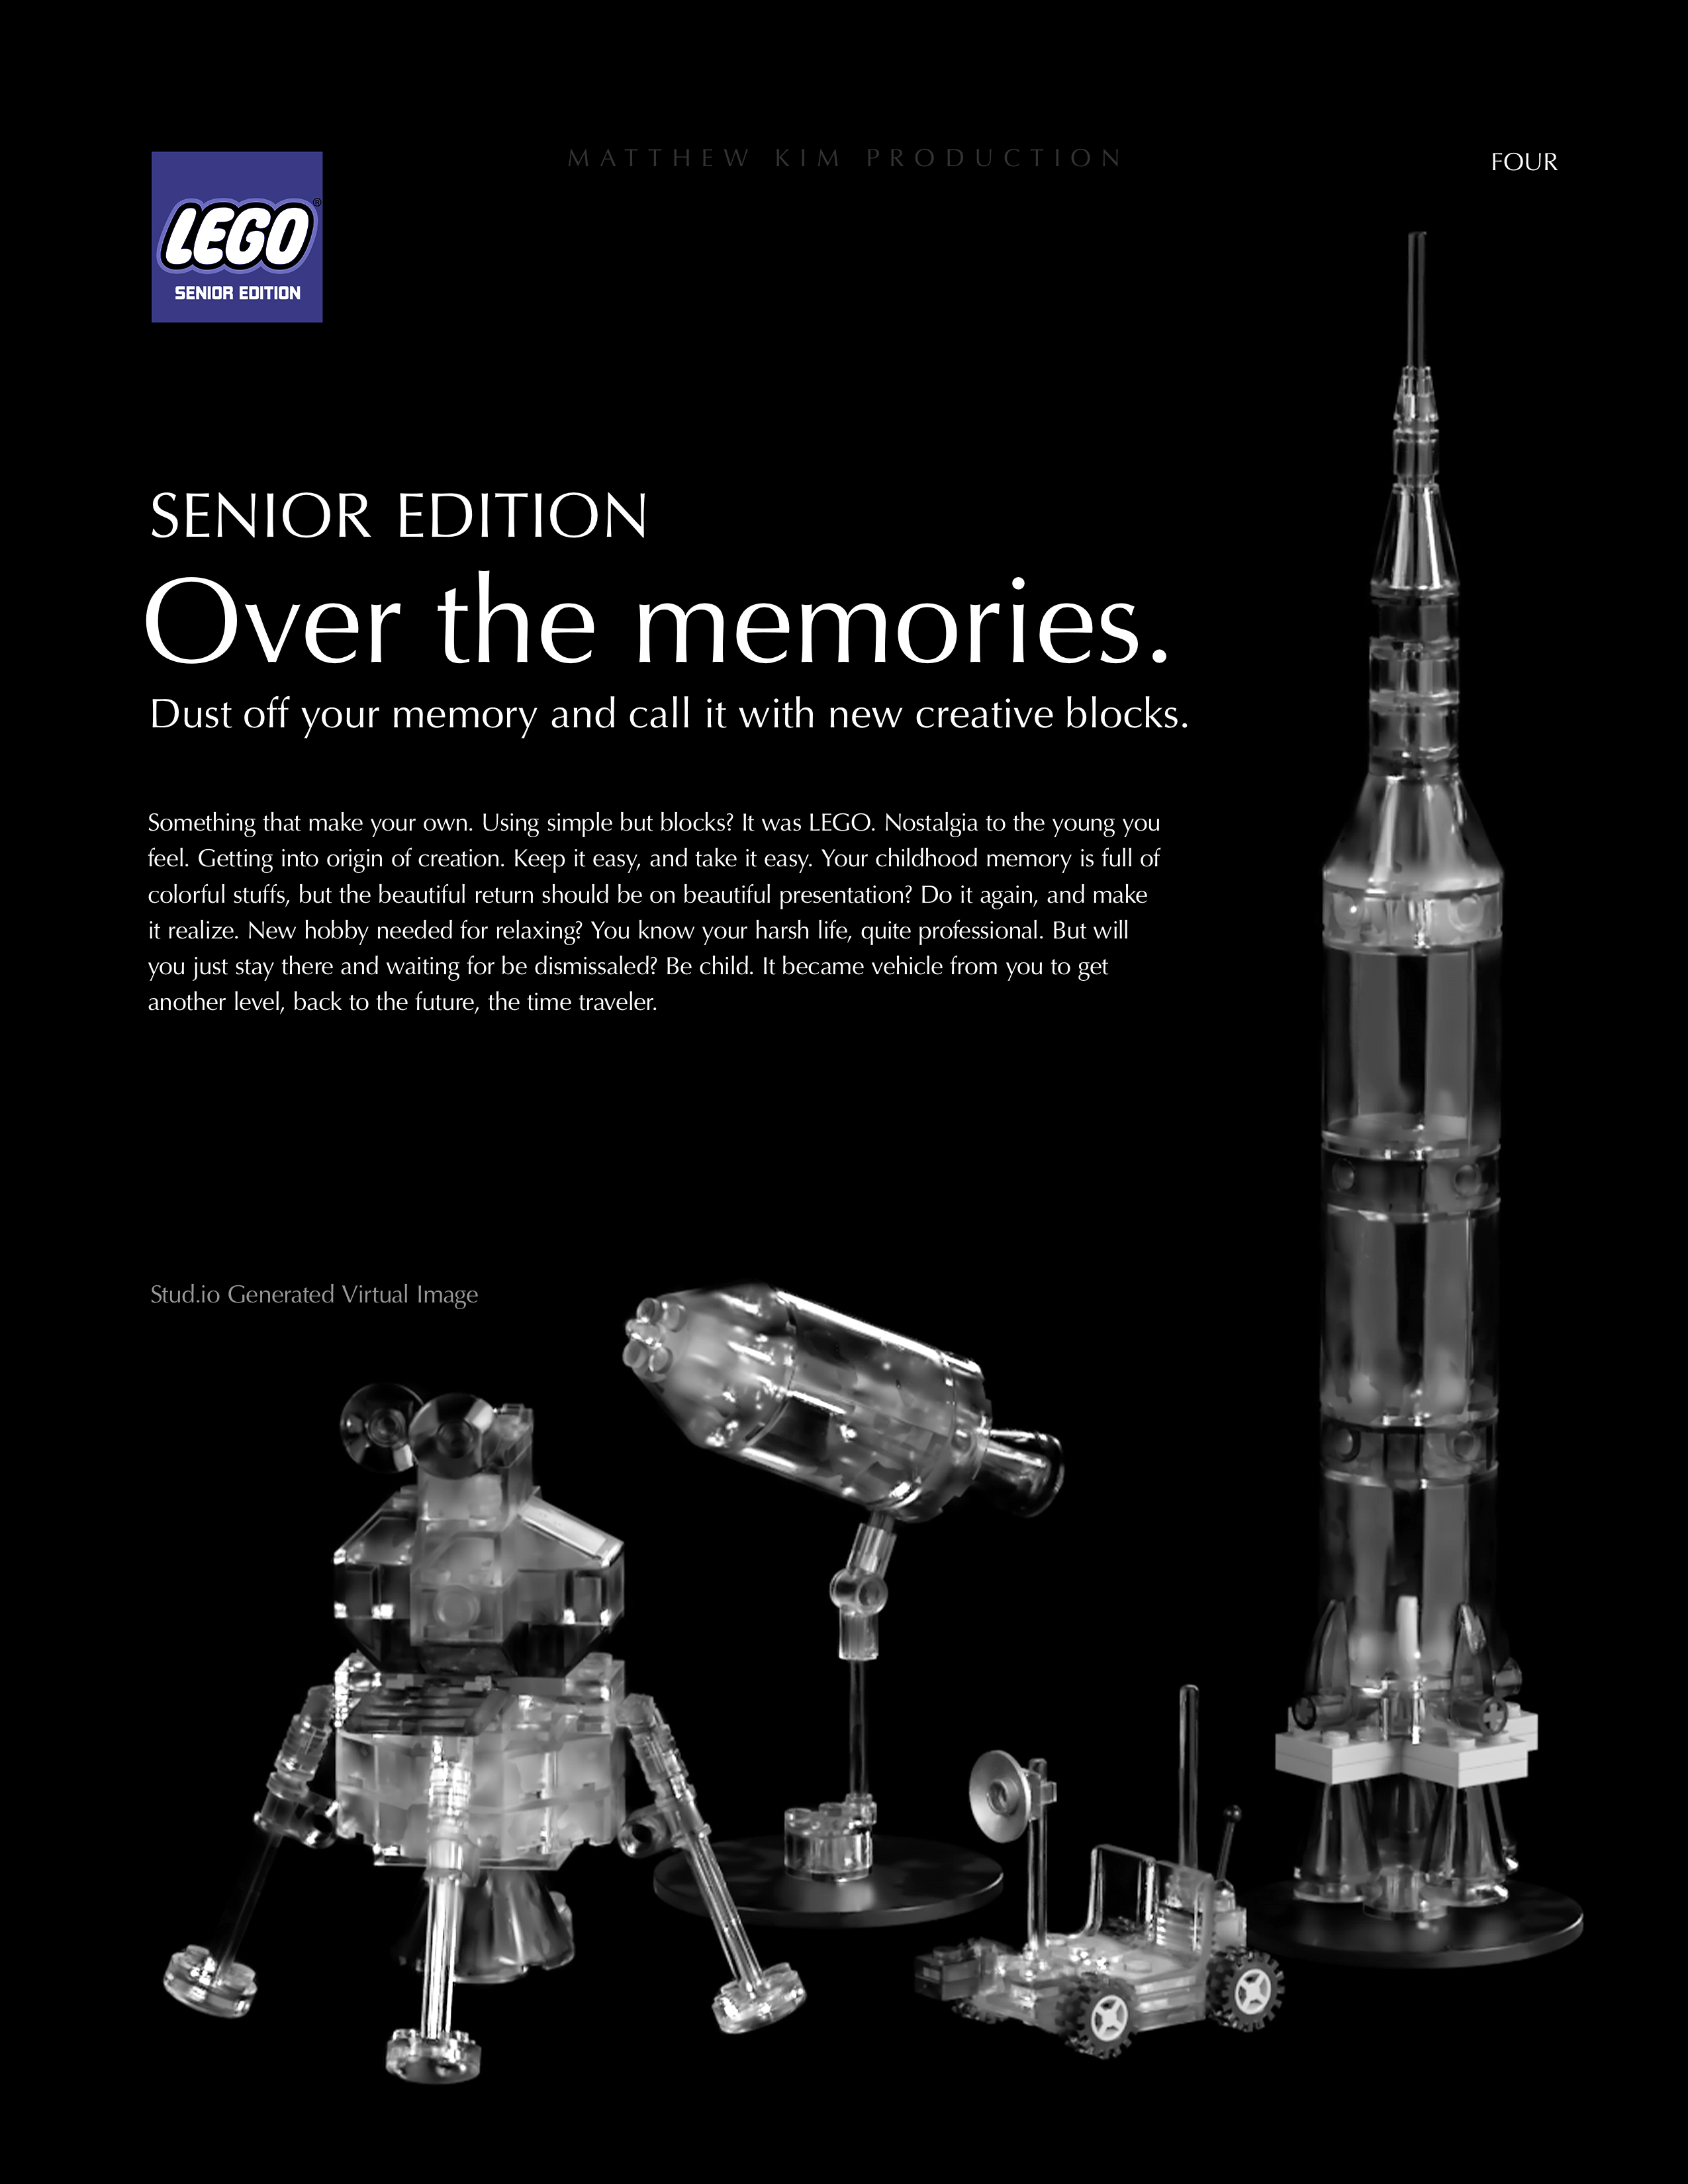 MATTHEW KIM PRODUCTION
FOUR
LEGO®
SENIOR EDITION
SENIOR EDITION
Over the memories.
Dust off your memory and call it with new creative blocks.
Something that make your own. Using simple but blocks? It was LEGO. Nostalgia to the young you
feel. Getting into origin of creation. Keep it easy, and take it easy. Your childhood memory is full of
colorful stuffs, but the beautiful return should be on beautiful presentation? Do it again, and make
it realize. New hobby needed for relaxing? You know your harsh life, quite professional. But will
you just stay there and waiting for be dismissaled? Be child. It became vehicle from you to get
another level, back to the future, the time traveler.
Stud.io Generated Virtual Image